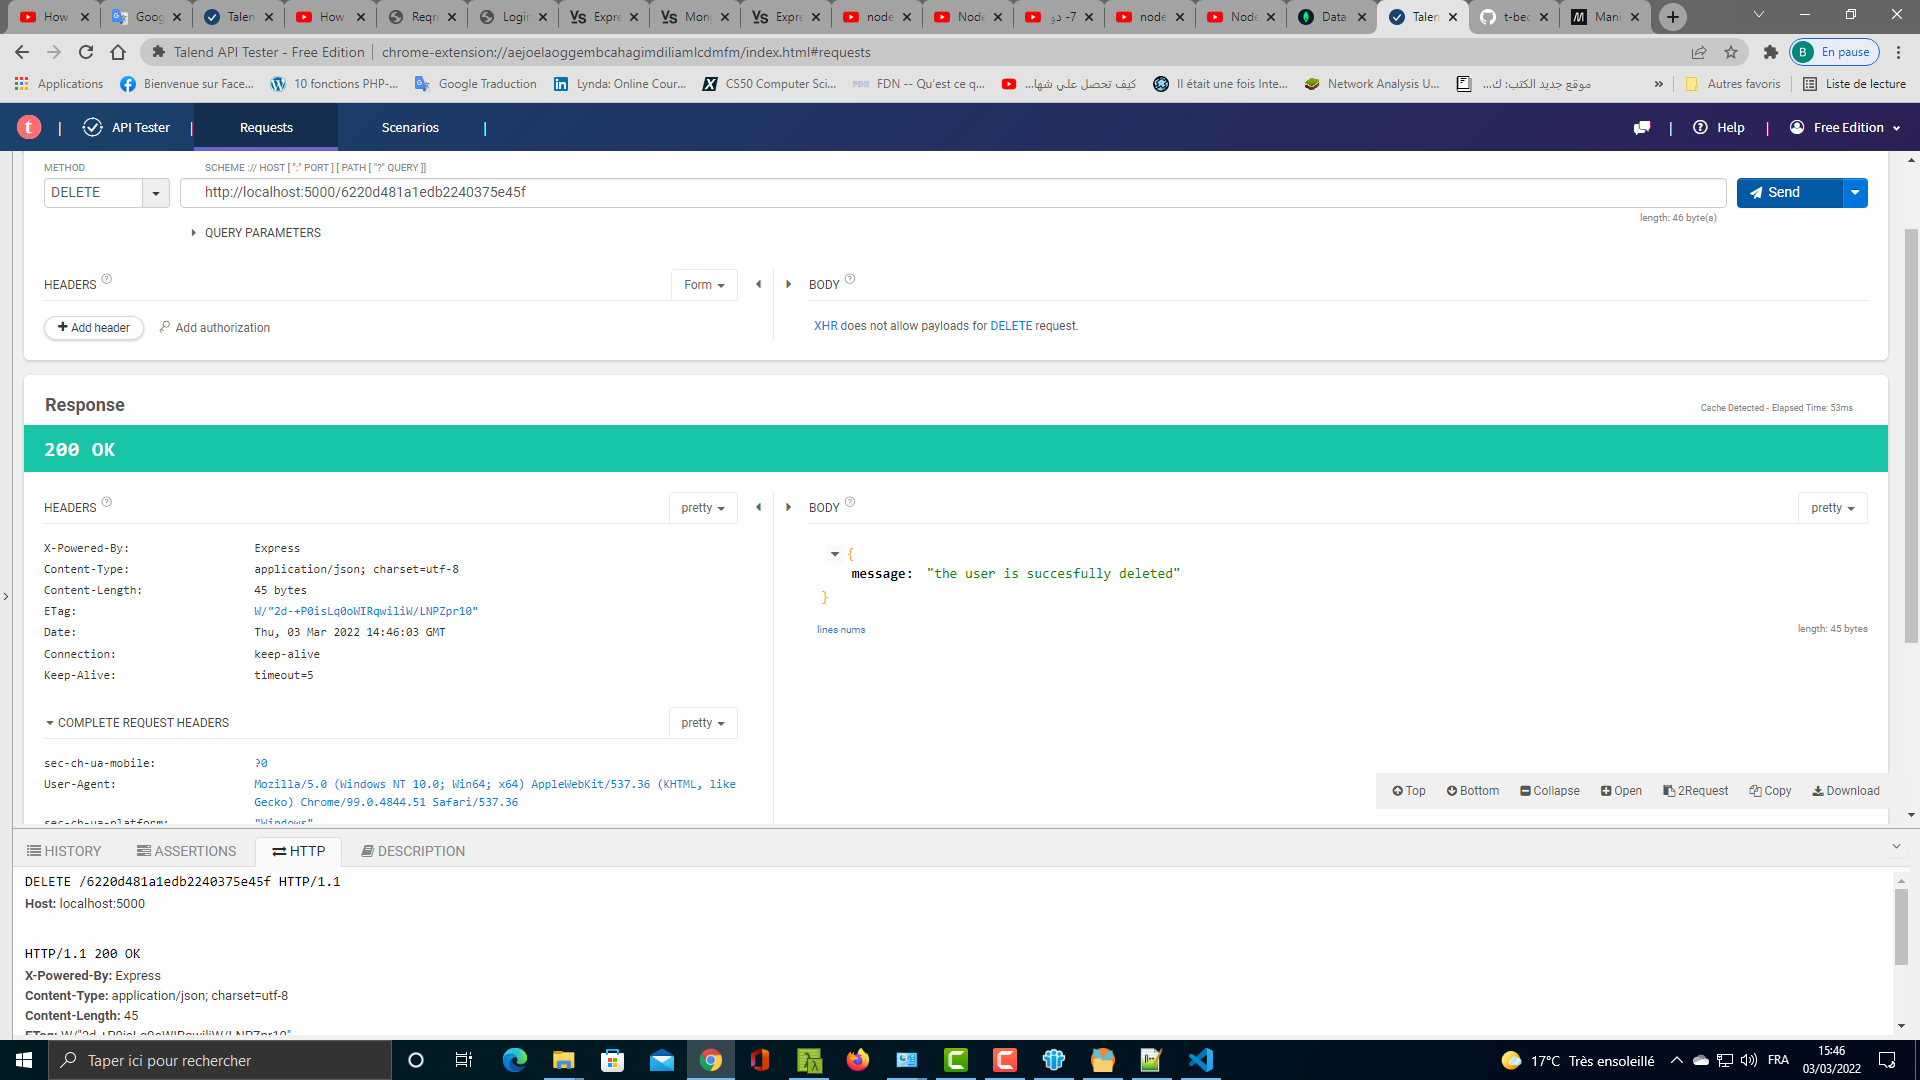 How
Goog
Talen
How
Reqre
Login
Expre
Mong
Expre
node
Node
7- دو
node
Node
Data
Talen
t-bec
Mani
Talend API Tester - Free Edition | chrome-extension://aejoelaoggembcahagimdiliamlcdmfm/index.html#requests
B En pause
Applications
Bienvenue sur Face...
10 fonctions PHP-...
Google Traduction
Lynda: Online Cour...
CS50 Computer Sci...
FDN -- Qu'est ce q...
كيف تحصل علي شها...
Il était une fois Inte...
Network Analysis U...
موقع جديد الكتب: ك...
»
Autres favoris
Liste de lecture
t | API Tester | Requests Scenarios |
| Help | Free Edition
METHOD SCHEME :// HOST [ ":" PORT ] [ PATH [ "?" QUERY ]]
DELETE http://localhost:5000/6220d481a1edb2240375e45f Send
length: 46 byte(s)
QUERY PARAMETERS
HEADERS ? Form BODY ?
+ Add header Add authorization
XHR does not allow payloads for DELETE request.
Response
Cache Detected - Elapsed Time: 53ms
200 OK
HEADERS ? pretty BODY ? pretty
X-Powered-By: Express
Content-Type: application/json; charset=utf-8
Content-Length: 45 bytes
ETag: W/"2d-+P0isLq0oWIRqwiliW/LNPZpr10"
Date: Thu, 03 Mar 2022 14:46:03 GMT
Connection: keep-alive
Keep-Alive: timeout=5
{
message: "the user is succesfully deleted"
}
lines nums length: 45 bytes
COMPLETE REQUEST HEADERS pretty
sec-ch-ua-mobile: ?0
User-Agent: Mozilla/5.0 (Windows NT 10.0; Win64; x64) AppleWebKit/537.36 (KHTML, like
Gecko) Chrome/99.0.4844.51 Safari/537.36
sec-ch-ua-platform: "Windows"
Top Bottom Collapse Open 2Request Copy Download
HISTORY ASSERTIONS HTTP DESCRIPTION
DELETE /6220d481a1edb2240375e45f HTTP/1.1
Host: localhost:5000
HTTP/1.1 200 OK
X-Powered-By: Express
Content-Type: application/json; charset=utf-8
Content-Length: 45
ETag: W/"2d-+P0isLq0oWIRqwiliW/LNPZpr10"
Taper ici pour rechercher
17°C Très ensoleillé
FRA
15:46
03/03/2022